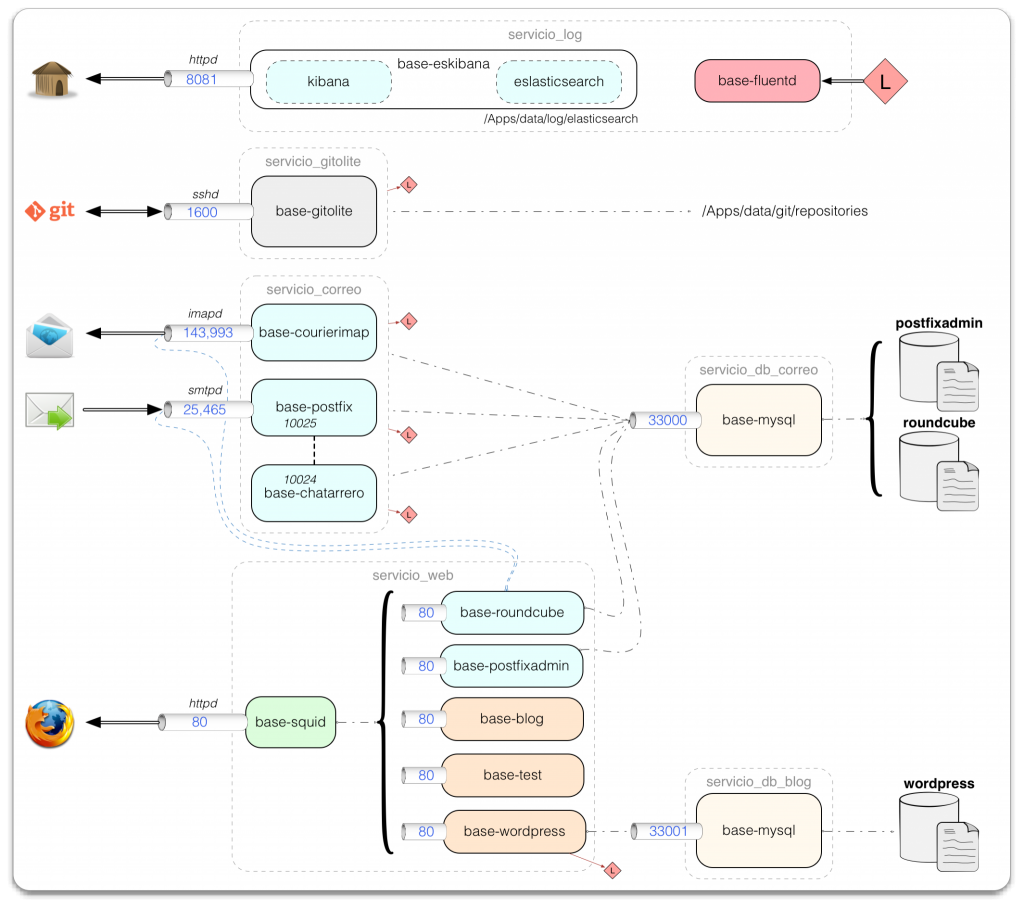 servicio_log
httpd
8081
base-eskibana
kibana
eslasticsearch
/Apps/data/log/elasticsearch
base-fluentd
L
servicio_gitolite
git
sshd
1600
base-gitolite
L
/Apps/data/git/repositories
servicio_correo
imapd
143,993
base-courierimap
L
smtpd
25,465
base-postfix
10025
L
10024
base-chatarrero
L
servicio_db_correo
33000
base-mysql
postfixadmin
roundcube
servicio_web
80
base-roundcube
80
base-postfixadmin
httpd
80
base-squid
80
base-blog
80
base-test
80
base-wordpress
L
servicio_db_blog
33001
base-mysql
wordpress